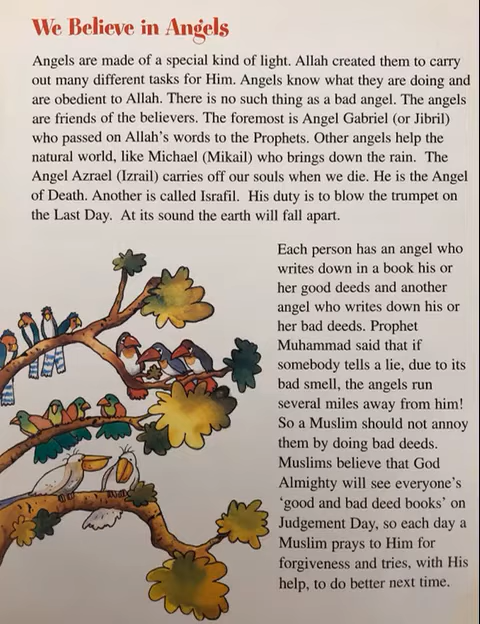 We Believe in Angels
Angels are made of a special kind of light. Allah created them to carry
out many different tasks for Him. Angels know what they are doing and
are obedient to Allah. There is no such thing as a bad angel. The angels
are friends of the believers. The foremost is Angel Gabriel (or Jibril)
who passed on Allah's words to the Prophets. Other angels help the
natural world, like Michael (Mikail) who brings down the rain. The
Angel Azrael (Izrail) carries off our souls when we die. He is the Angel
of Death. Another is called Israfil. His duty is to blow the trumpet on
the Last Day. At its sound the earth will fall apart.
Each person has an angel who
writes down in a book his or
her good deeds and another
angel who writes down his or
her bad deeds. Prophet
Muhammad said that if
somebody tells a lie, due to its
bad smell, the angels run
several miles away from him!
So a Muslim should not annoy
them by doing bad deeds.
Muslims believe that God
Almighty will see everyone's
'good and bad deed books' on
Judgement Day, so each day a
Muslim prays to Him for
forgiveness and tries, with His
help, to do better next time.